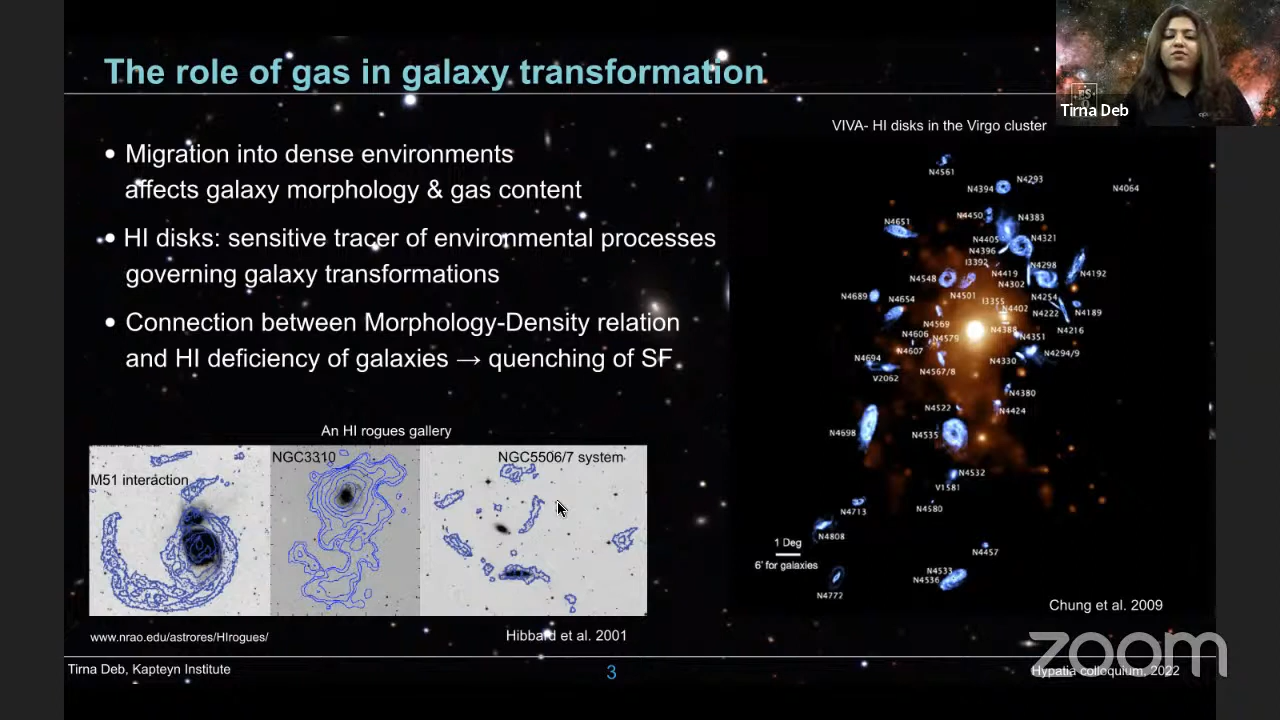 The role of gas in galaxy transformation
Tirna Deb
• Migration into dense environments
affects galaxy morphology & gas content
• HI disks: sensitive tracer of environmental processes
governing galaxy transformations
• Connection between Morphology-Density relation
and HI deficiency of galaxies → quenching of SF
An HI rogues gallery
M51 interaction
NGC3310
NGC5506/7 system
www.nrao.edu/astrores/HIrogues/
Hibbard et al. 2001
VIVA- HI disks in the Virgo cluster
N4561
N4394
N4293
N4064
N4450
N4383
N4651
N4405
N4321
N4396
I3392
N4298
N4419
N4192
N4548
N4302
N4689
N4654
N4501
I3355
N4254
N4402
N4222
N4189
N4569
N4388
N4216
N4606
N4579
N4351
N4607
N4294/9
N4694
N4330
N4567/8
V2062
N4380
N4522
N4424
N4698
N4535
N4532
V1581
N4713
N4580
N4808
1 Deg
6' for galaxies
N4457
N4533
N4536
N4772
Chung et al. 2009
Tirna Deb, Kapteyn Institute
3
Hypatia colloquium, 2022
zoom